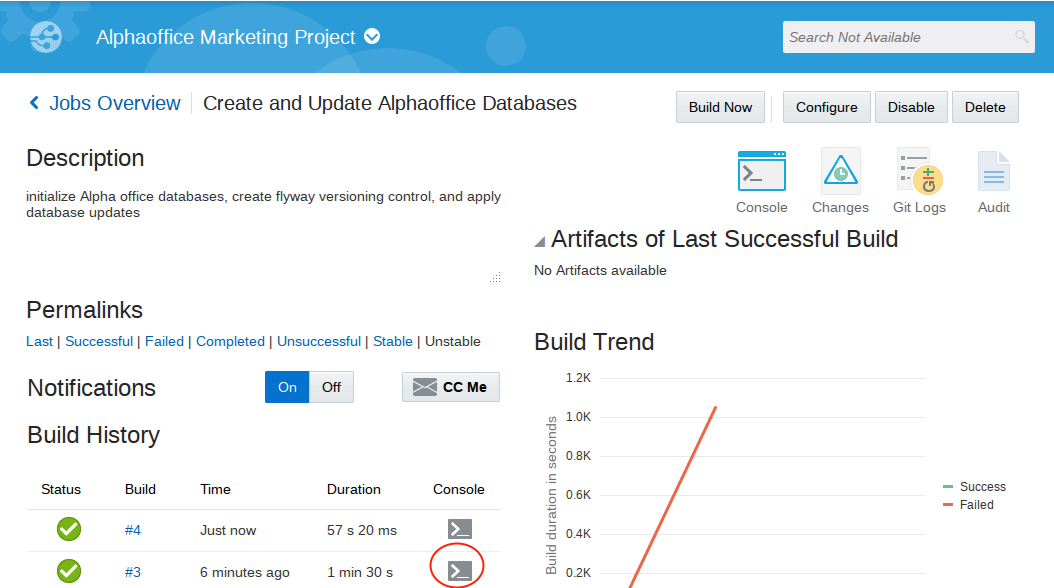 Alphaoffice Marketing Project
Search Not Available
Jobs Overview Create and Update Alphaoffice Databases
Build Now Configure Disable Delete
Description
initialize Alpha office databases, create flyway versioning control, and apply
database updates
Console Changes Git Logs Audit
Artifacts of Last Successful Build
No Artifacts available
Permalinks
Last | Successful | Failed | Completed | Unsuccessful | Stable | Unstable
Notifications On Off CC Me
Build History
Status Build Time Duration Console
#4 Just now 57 s 20 ms
#3 6 minutes ago 1 min 30 s
Build Trend
Build duration in seconds
1.2K
1.0K
0.8K
0.6K
0.4K
0.2K
Success
Failed